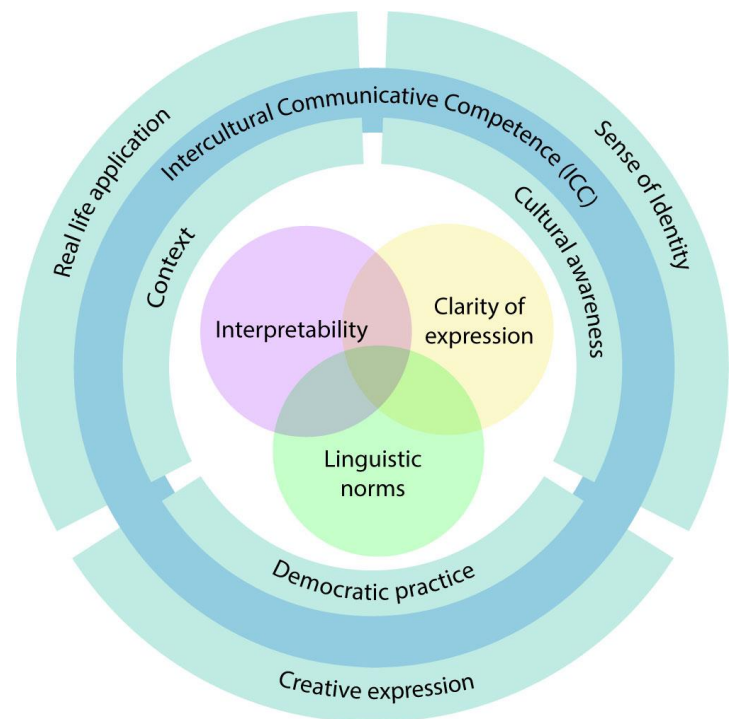 Real life application
Intercultural Communicative Competence (ICC)
Sense of Identity
Context
Cultural awareness
Interpretability
Clarity of
expression
Linguistic
norms
Democratic practice
Creative expression